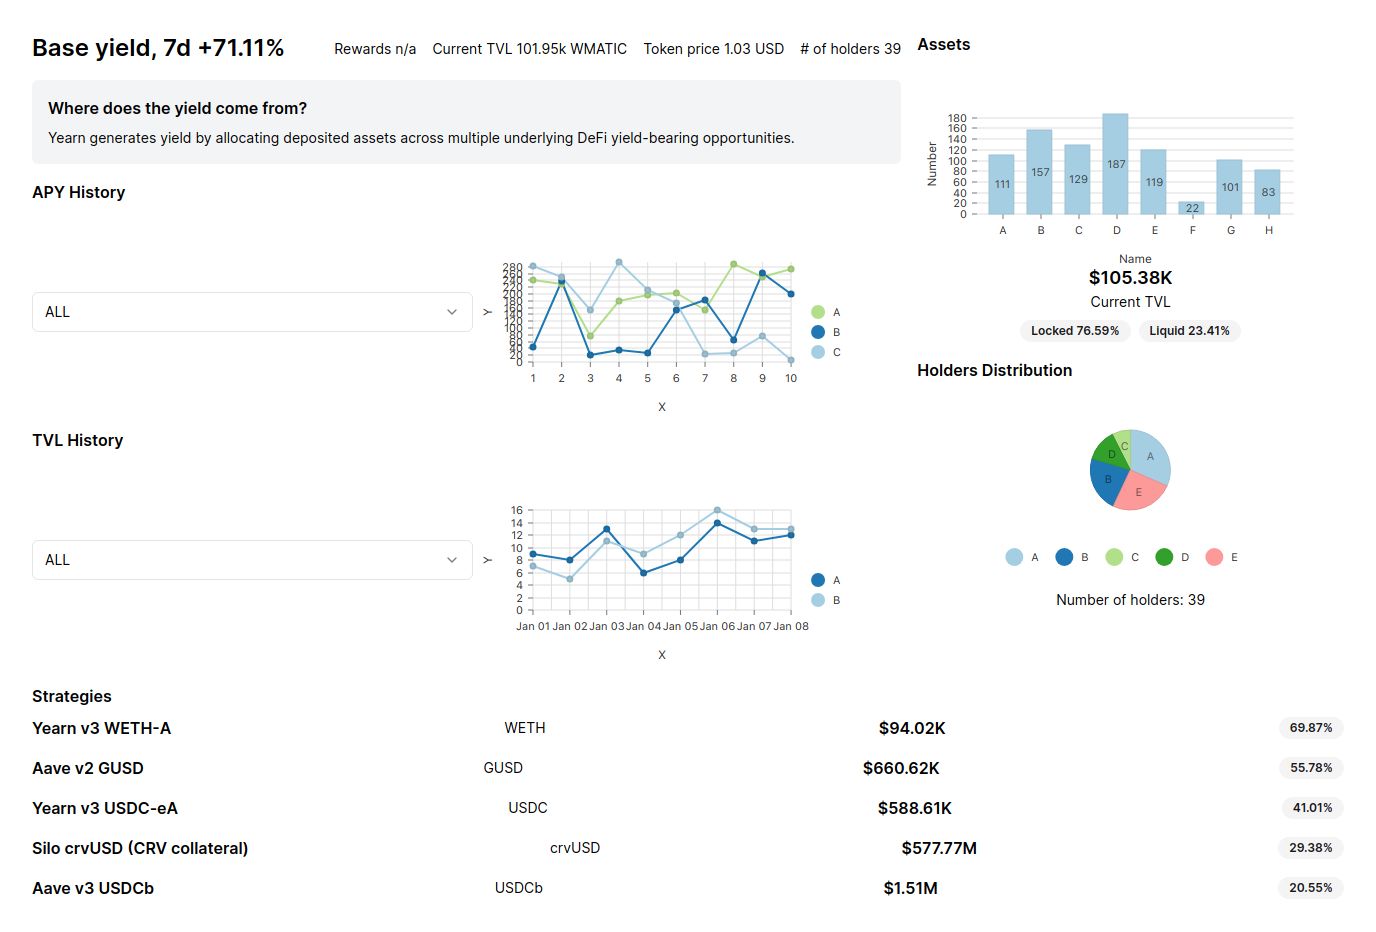 Base yield, 7d +71.11%
Rewards n/a
Current TVL 101.95k WMATIC
Token price 1.03 USD
# of holders 39
Where does the yield come from?
Yearn generates yield by allocating deposited assets across multiple underlying DeFi yield-bearing opportunities.
APY History
ALL
Y
280
260
240
220
200
180
160
140
120
100
80
60
40
20
0
1 2 3 4 5 6 7 8 9 10
X
A
B
C
TVL History
ALL
Y
16
14
12
10
8
6
4
2
0
Jan 01 Jan 02 Jan 03 Jan 04 Jan 05 Jan 06 Jan 07 Jan 08
X
A
B
Assets
Number
180
160
140
120
100
80
60
40
20
0
111 157 129 187 119 22 101 83
A B C D E F G H
Name
$105.38K
Current TVL
Locked 76.59%
Liquid 23.41%
Holders Distribution
A
B
C
D
E
A B C D E
Number of holders: 39
Strategies
Yearn v3 WETH-A WETH $94.02K 69.87%
Aave v2 GUSD GUSD $660.62K 55.78%
Yearn v3 USDC-eA USDC $588.61K 41.01%
Silo crvUSD (CRV collateral) crvUSD $577.77M 29.38%
Aave v3 USDCb USDCb $1.51M 20.55%